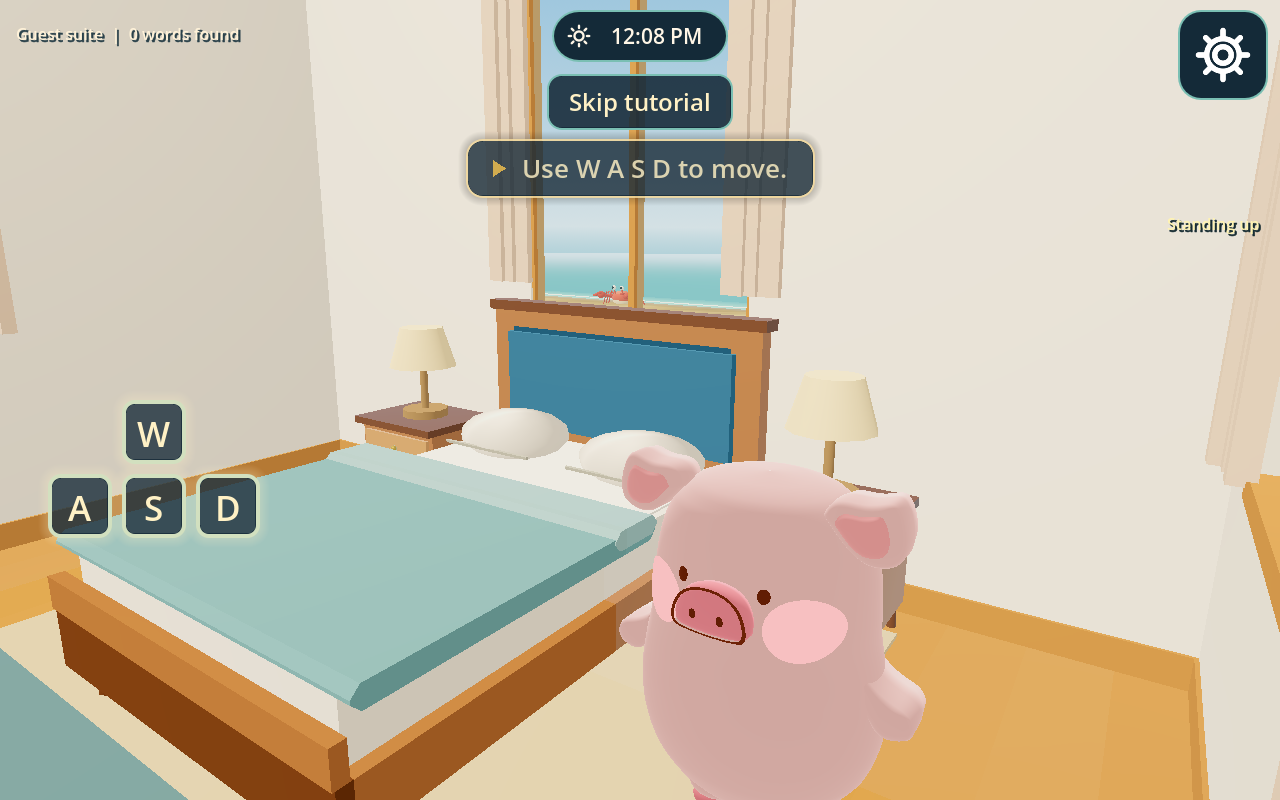 Guest suite | 0 words found
12:08 PM
Skip tutorial
Use W A S D to move.
Standing up
W
A S D